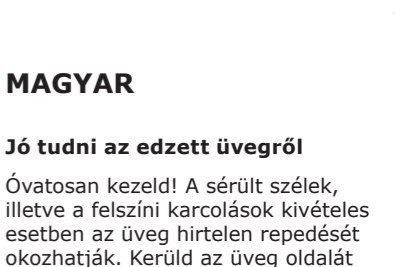 MAGYAR
Jó tudni az edzett üvegről
Óvatosan kezeld! A sérült szélek,
illetve a felszíni karcolások kivételes
esetben az üveg hirtelen repedését
okozhatják. Kerüld az üveg oldalát